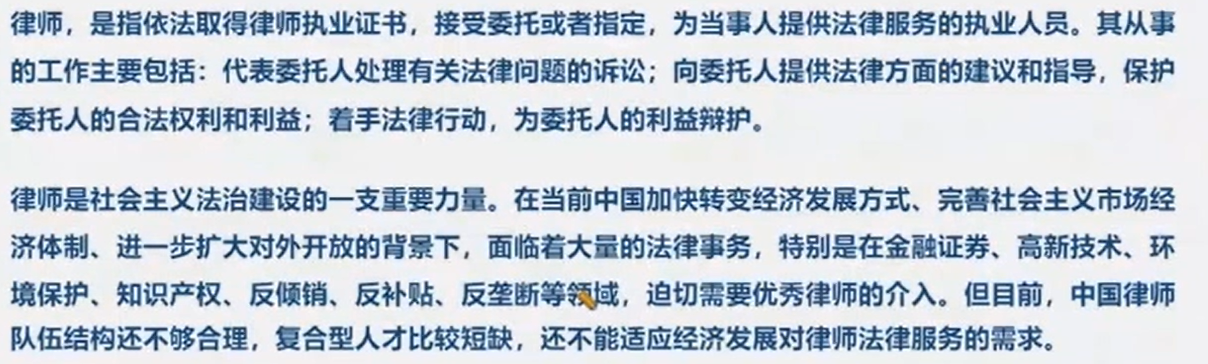 律师，是指依法取得律师执业证书，接受委托或者指定，为当事人提供法律服务的执业人员。其从事
的工作主要包括：代表委托人处理有关法律问题的诉讼；向委托人提供法律方面的建议和指导，保护
委托人的合法权利和利益；着手法律行动，为委托人的利益辩护。
律师是社会主义法治建设的一支重要力量。在当前中国加快转变经济发展方式、完善社会主义市场经
济体制、进一步扩大对外开放的背景下，面临着大量的法律事务，特别是在金融证券、高新技术、环
境保护、知识产权、反倾销、反补贴、反垄断等领域，迫切需要优秀律师的介入。但目前，中国律师
队伍结构还不够合理，复合型人才比较短缺，还不能适应经济发展对律师法律服务的需求。